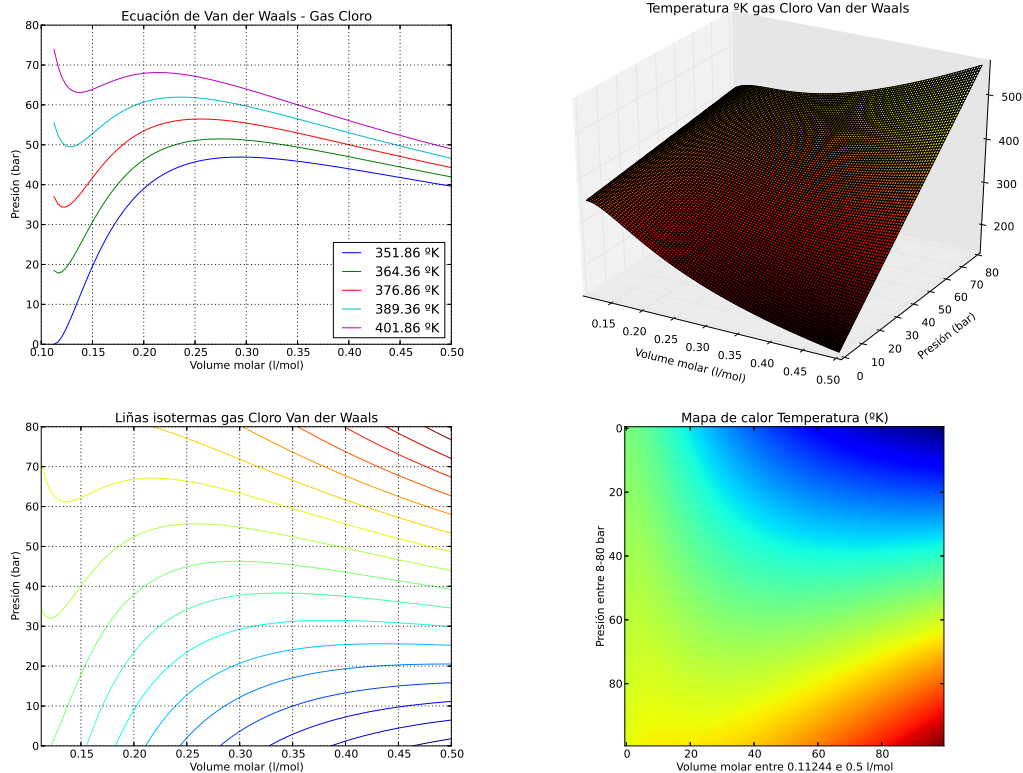 Ecuación de Van der Waals - Gas Cloro
80
70
60
50
40
30
20
10
0
Presión (bar)
351.86 ºK
364.36 ºK
376.86 ºK
389.36 ºK
401.86 ºK
0.10 0.15 0.20 0.25 0.30 0.35 0.40 0.45 0.50
Volume molar (l/mol)
Temperatura ºK gas Cloro Van der Waals
500
400
300
200
0.15 0.20 0.25 0.30 0.35 0.40 0.45 0.50
Volume molar (l/mol)
0 10 20 30 40 50 60 70 80
Presión (bar)
Liñas isotermas gas Cloro Van der Waals
80
70
60
50
40
30
20
10
0
Presión (bar)
0.15 0.20 0.25 0.30 0.35 0.40 0.45 0.50
Volume molar (l/mol)
Mapa de calor Temperatura (ºK)
0
20
40
60
80
Presión entre 8-80 bar
0 20 40 60 80
Volume molar entre 0.11244 e 0.5 l/mol